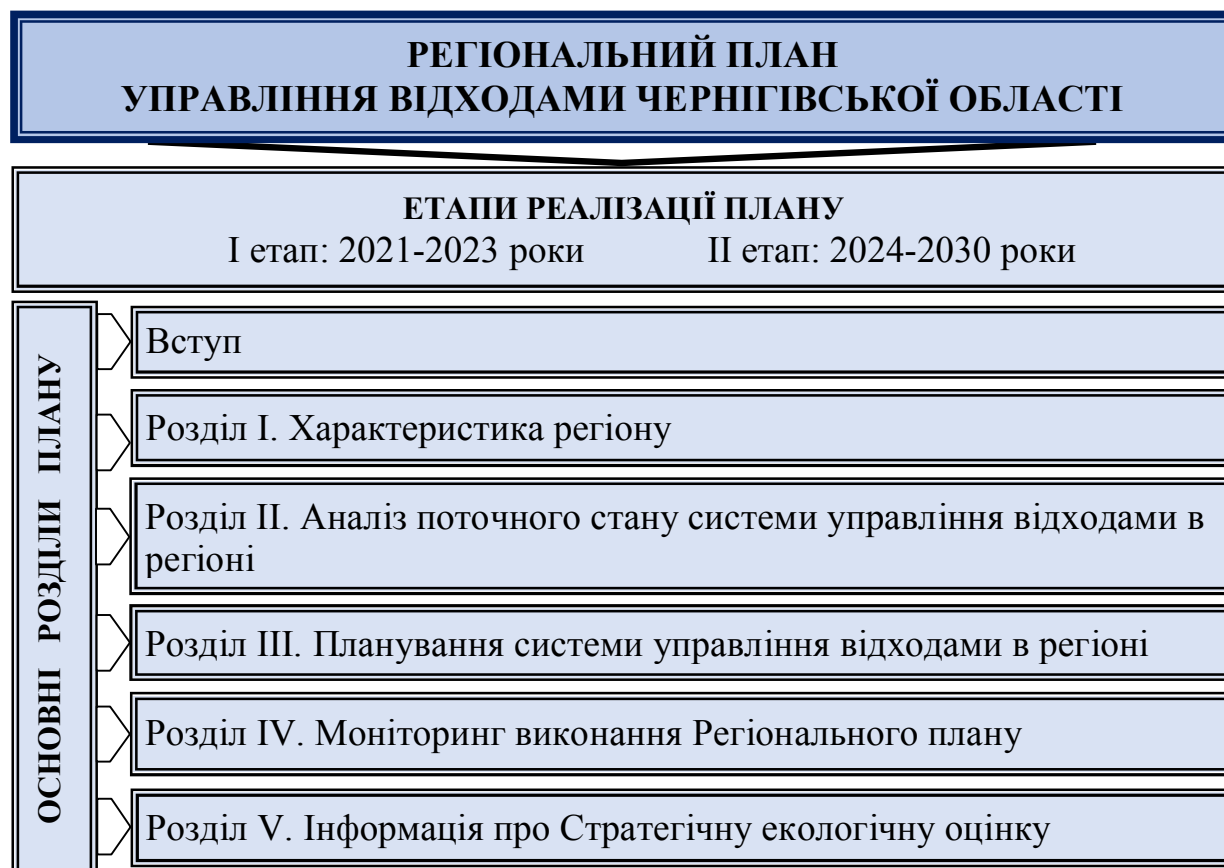 РЕГІОНАЛЬНИЙ ПЛАН
УПРАВЛІННЯ ВІДХОДАМИ ЧЕРНІГІВСЬКОЇ ОБЛАСТІ
ЕТАПИ РЕАЛІЗАЦІЇ ПЛАНУ
І етап: 2021-2023 роки ІІ етап: 2024-2030 роки
ОСНОВНІ РОЗДІЛИ ПЛАНУ
Вступ
Розділ І. Характеристика регіону
Розділ ІІ. Аналіз поточного стану системи управління відходами в
регіоні
Розділ ІІІ. Планування системи управління відходами в регіоні
Розділ IV. Моніторинг виконання Регіонального плану
Розділ V. Інформація про Стратегічну екологічну оцінку